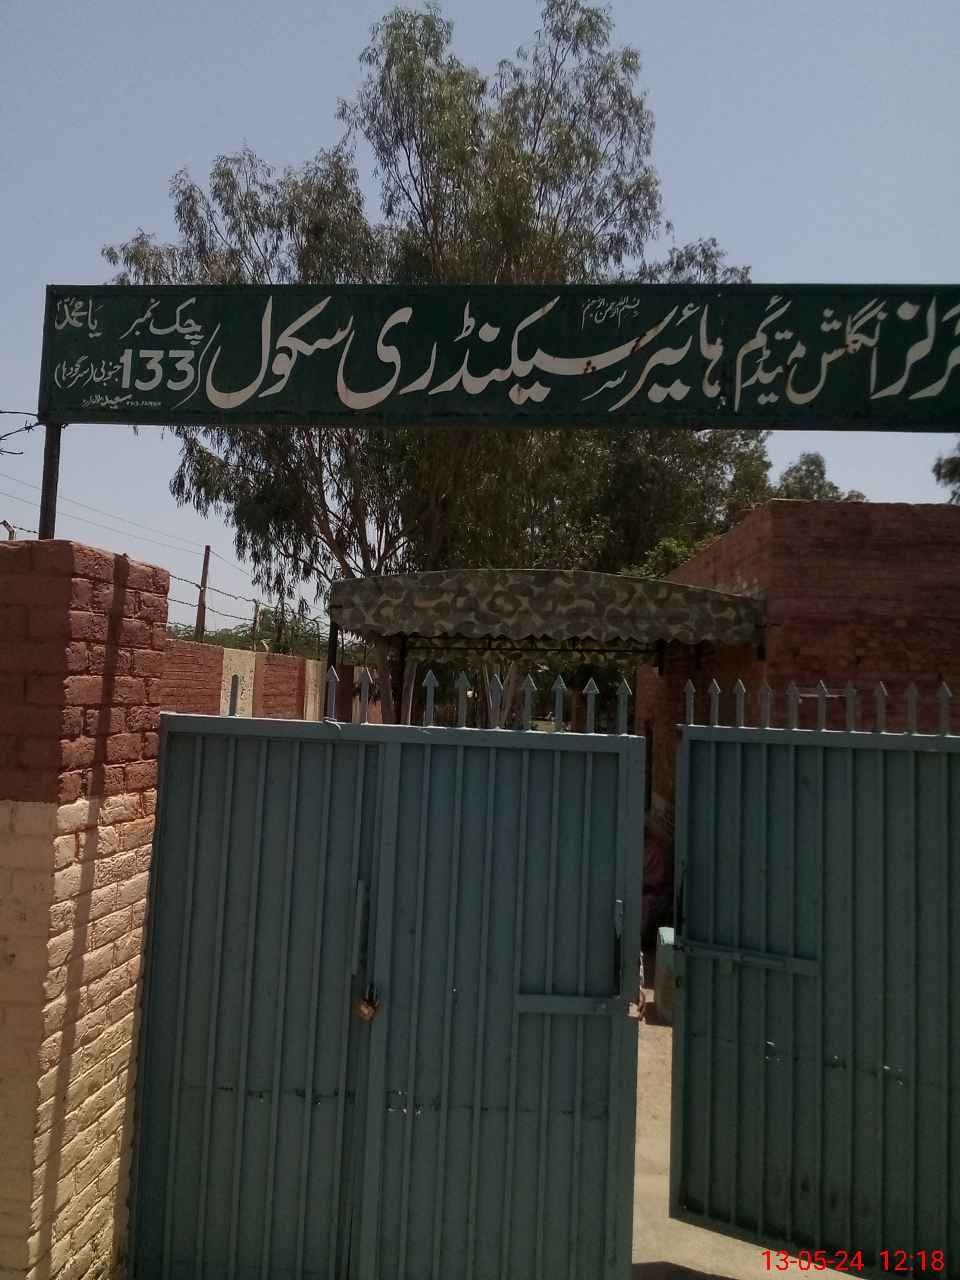 بسم اللہ الرحمن الرحیم
گرلز انگلش میڈیم ہائیر سیکنڈری سکول
چک نمبر
133 جنوبی (سرگودھا)
یا محمدؐ
13-05-24 12:18